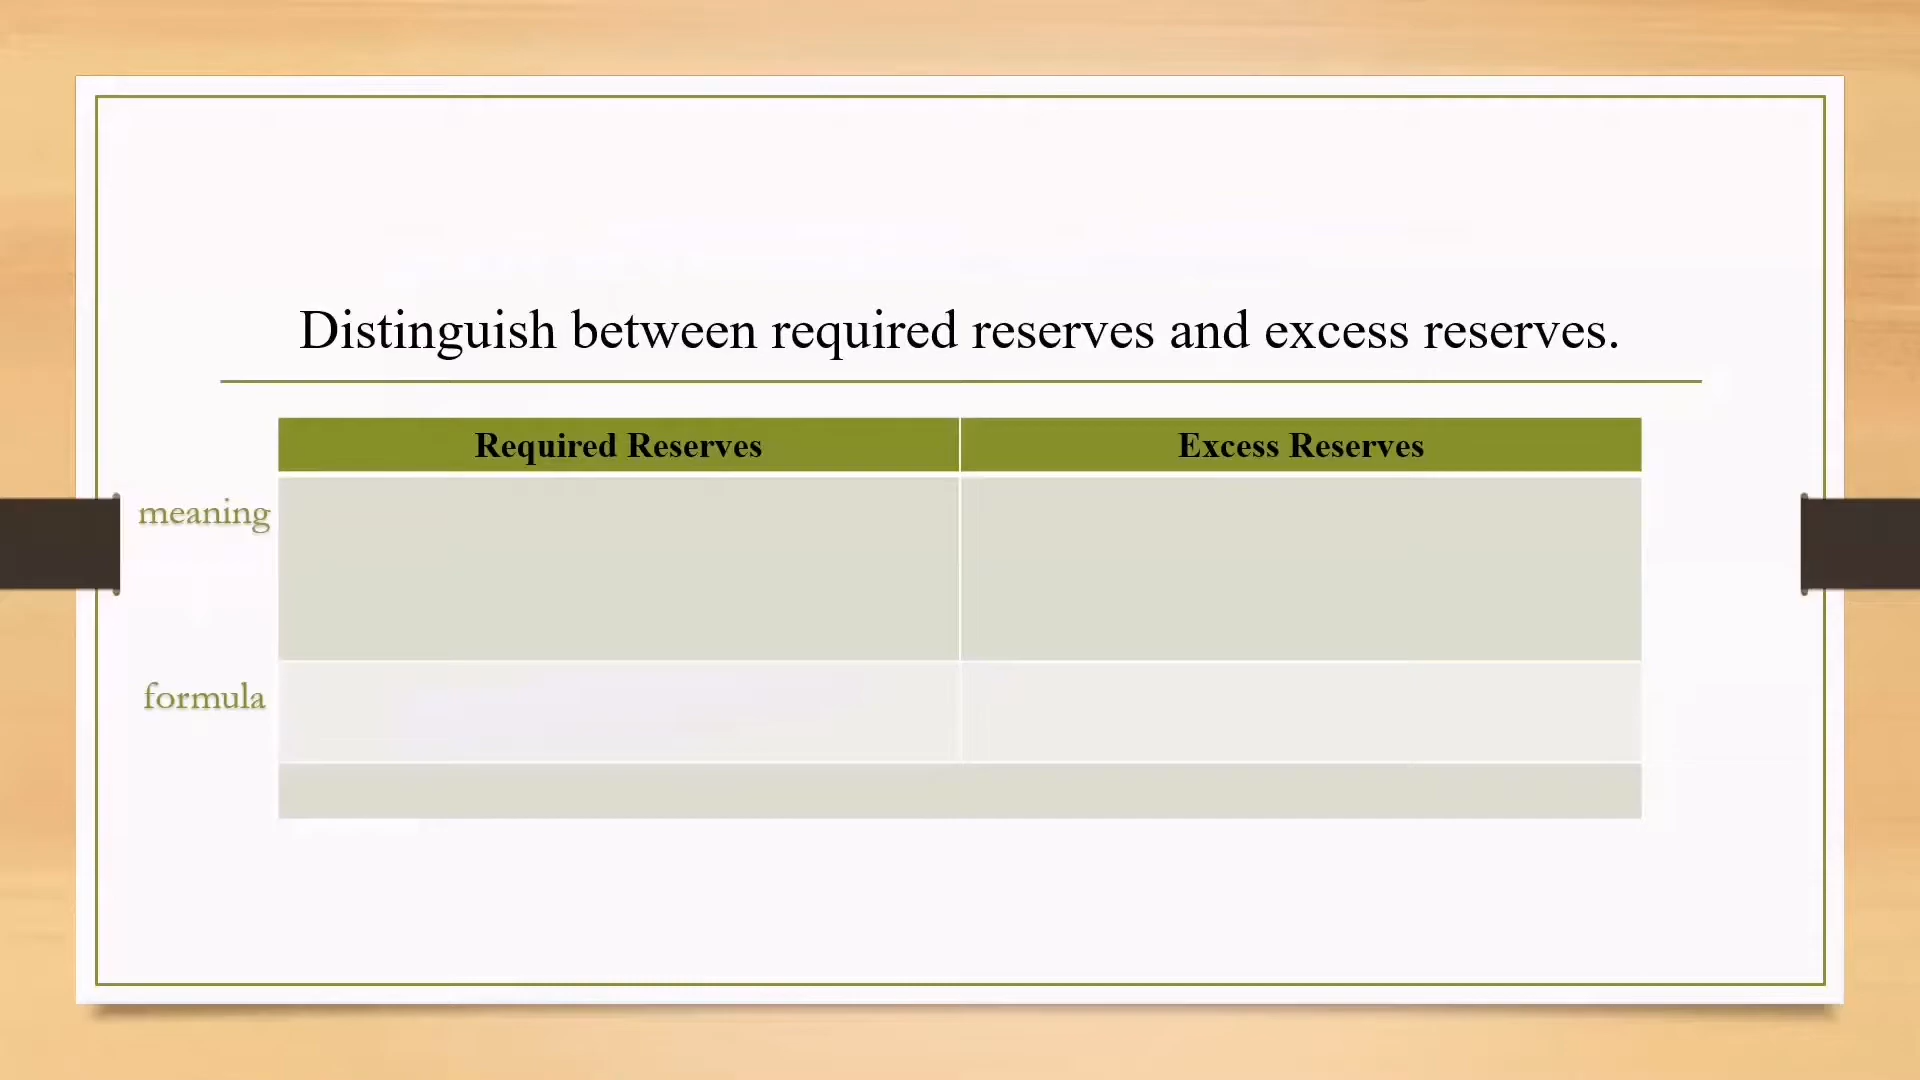 Distinguish between required reserves and excess reserves.
Required Reserves
Excess Reserves
meaning
formula